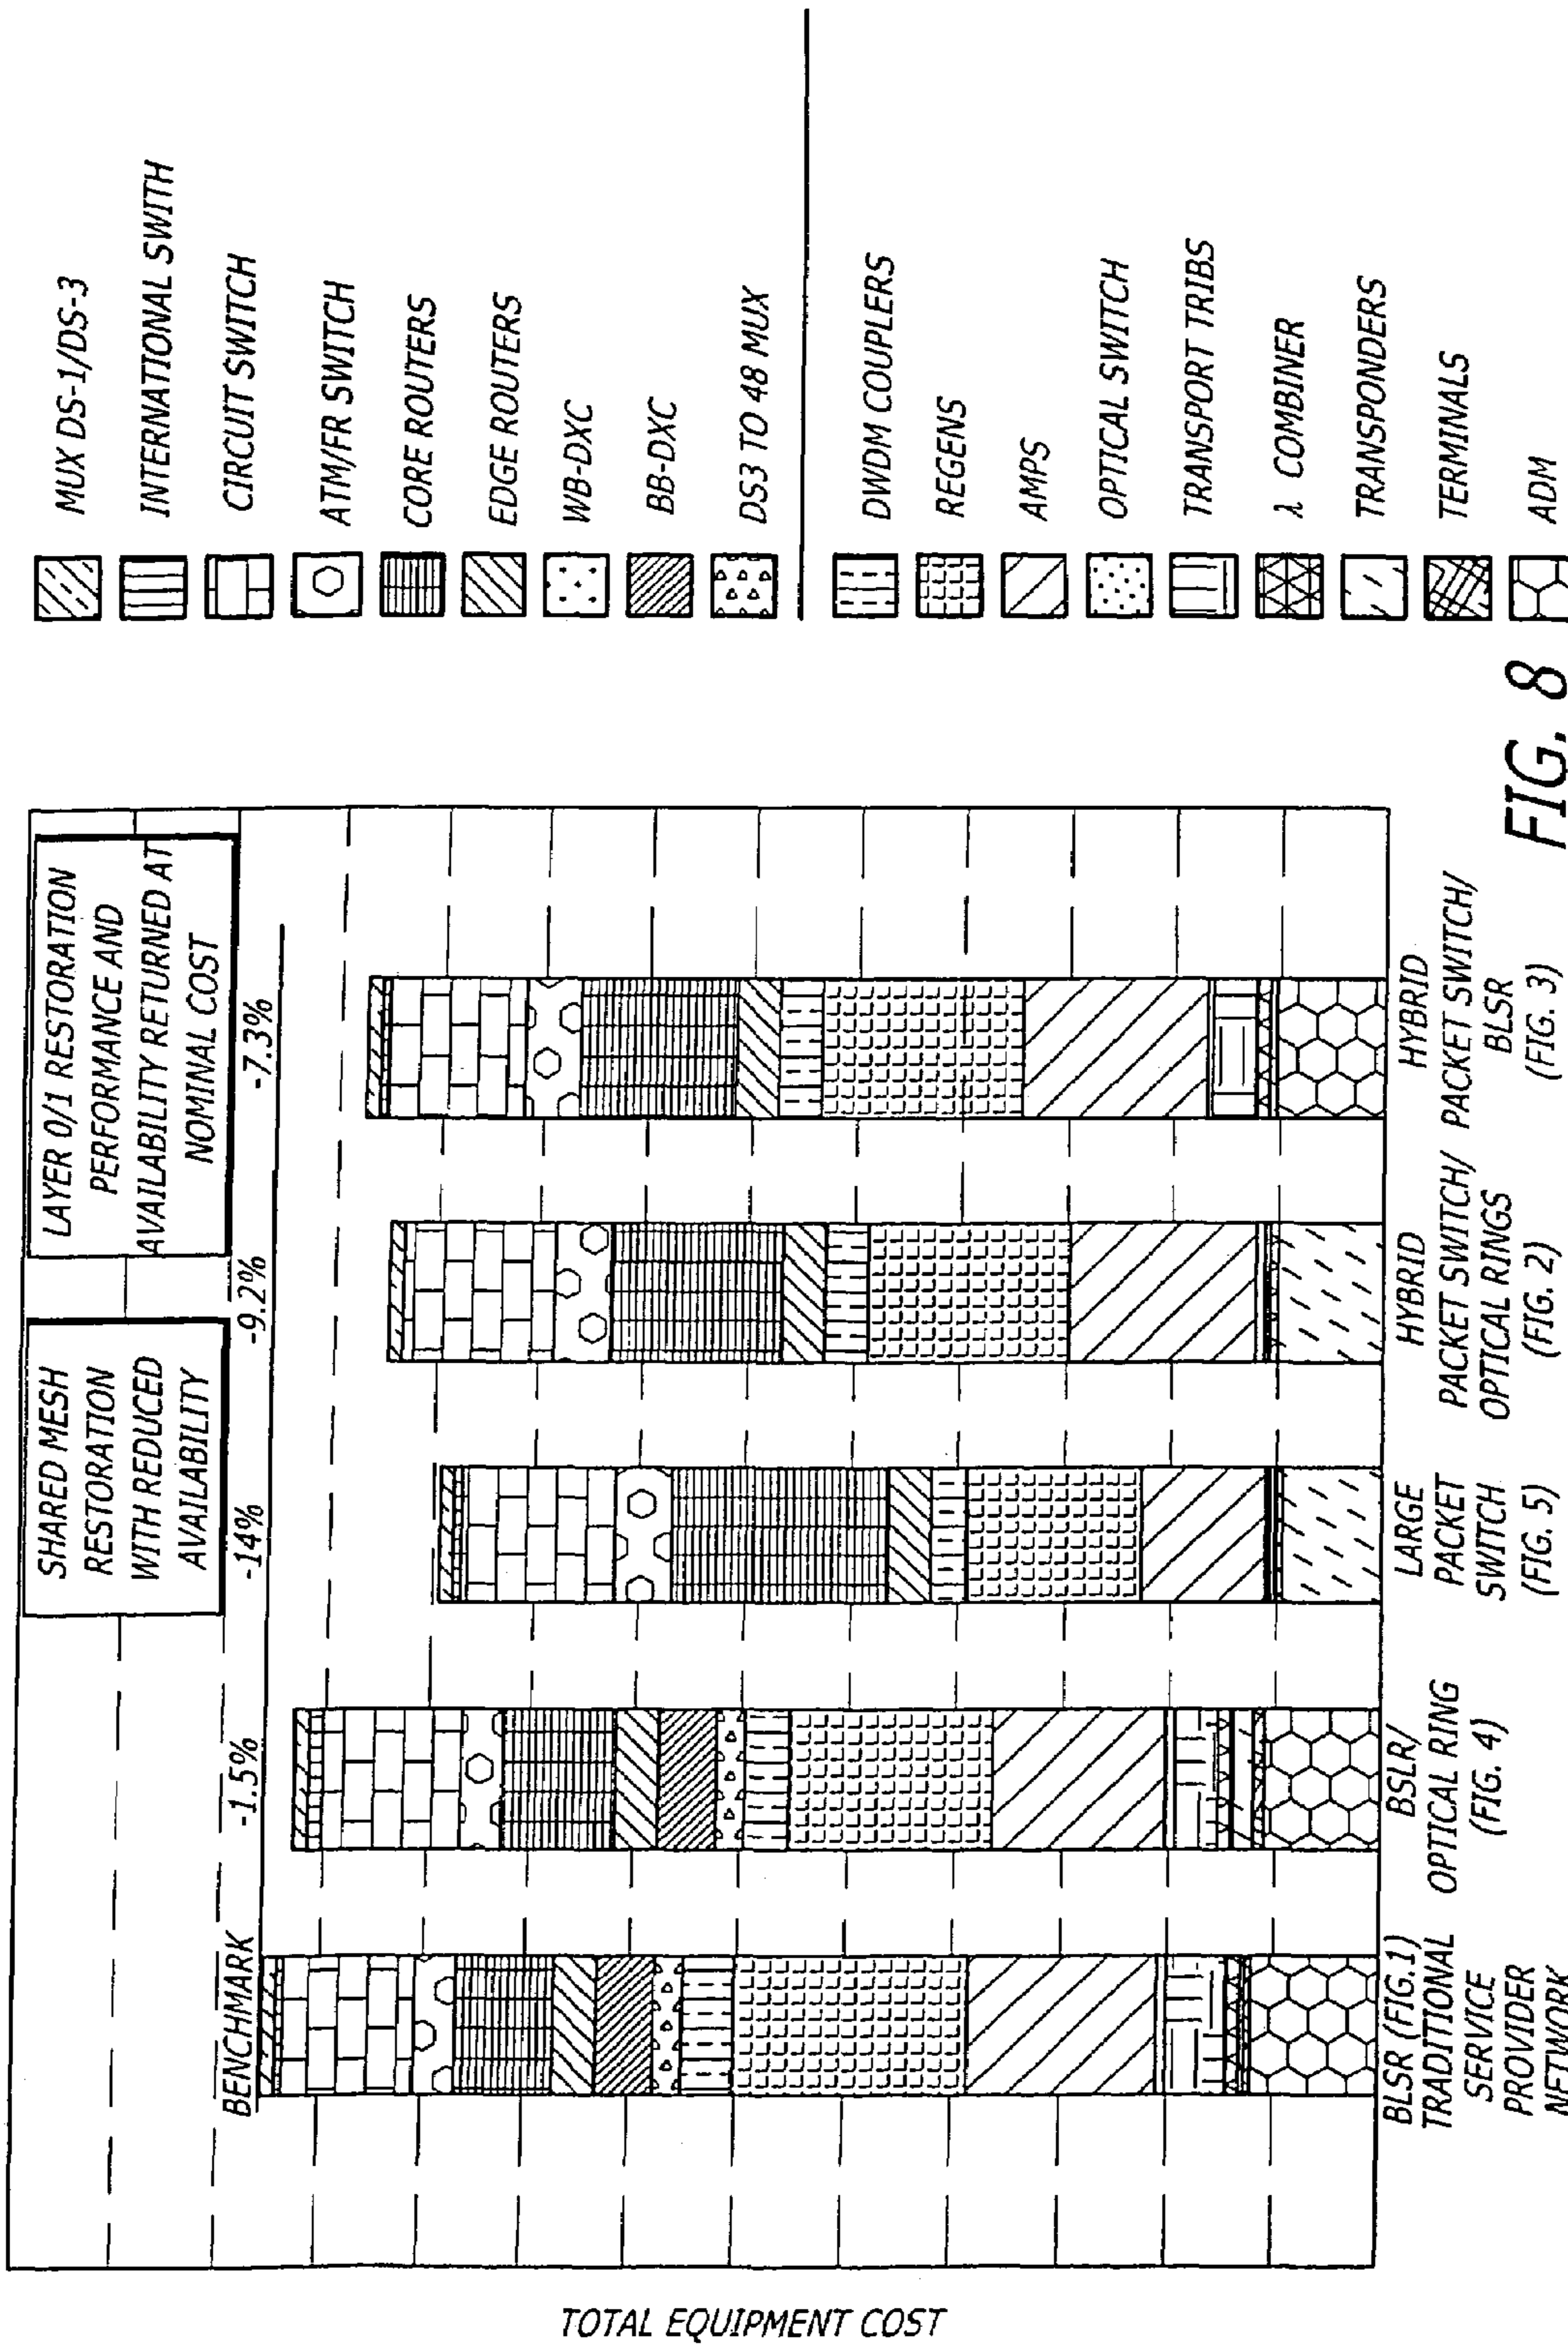 TOTAL EQUIPMENT COST
SHARED MESH
RESTORATION
WITH REDUCED
AVAILABILITY
LAYER 0/1 RESTORATION
PERFORMANCE AND
AVAILABILITY RETURNED AT
NOMINAL COST
BENCHMARK
-1.5%
-14%
-9.2%
-7.3%
BLSR (FIG.1)
TRADITIONAL
SERVICE
PROVIDER
NETWORK
BSLR/
OPTICAL RING
(FIG. 4)
LARGE
PACKET
SWITCH
(FIG. 5)
HYBRID
PACKET SWITCH/
OPTICAL RINGS
(FIG. 2)
HYBRID
PACKET SWITCH/
BLSR
(FIG. 3)
MUX DS-1/DS-3
INTERNATIONAL SWITH
CIRCUIT SWITCH
ATM/FR SWITCH
CORE ROUTERS
EDGE ROUTERS
WB-DXC
BB-DXC
DS3 TO 48 MUX
DWDM COUPLERS
REGENS
AMPS
OPTICAL SWITCH
TRANSPORT TRIBS
λ COMBINER
TRANSPONDERS
TERMINALS
ADM
FIG. 8